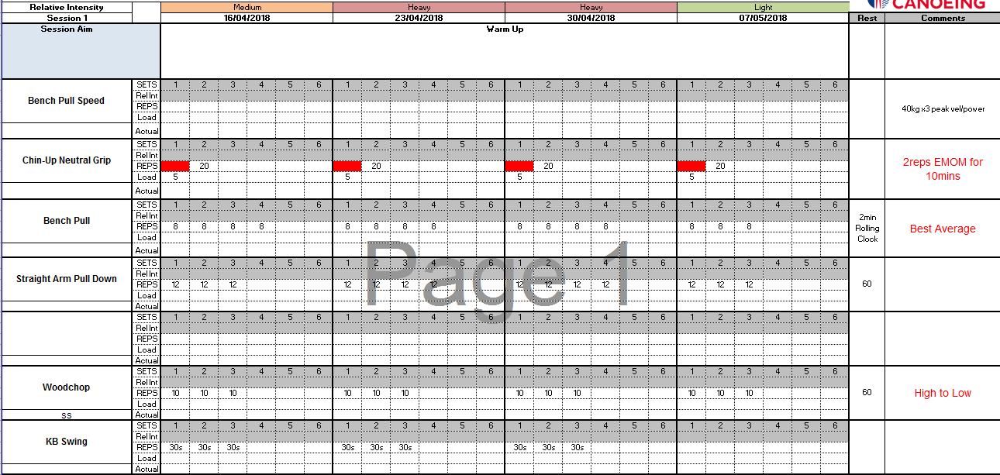 Relative Intensity Medium Heavy Heavy Light CANOEING
Session 1 16/04/2018 23/04/2018 30/04/2018 07/05/2018 Rest Comments
Session Aim Warm Up
SETS 1 2 3 4 5 6 1 2 3 4 5 6 1 2 3 4 5 6 1 2 3 4 5 6
Rel Int
Bench Pull Speed
REPS
40kg x3 peak vel/power
Load
Actual
SETS 1 2 3 4 5 6 1 2 3 4 5 6 1 2 3 4 5 6 1 2 3 4 5 6
Rel Int
Chin-Up Neutral Grip
2reps EMOM for
REPS 20 20 20 20
Load 5 5 5 5
10mins
Actual
SETS 1 2 3 4 5 6 1 2 3 4 5 6 1 2 3 4 5 6 1 2 3 4 5 6
Rel Int
Bench Pull
2min
Rolling
Clock
REPS 8 8 8 8 8 8 8 8 8 8 8 8 8 8 8
Best Average
Load
Actual
Page 1
SETS 1 2 3 4 5 6 1 2 3 4 5 6 1 2 3 4 5 6 1 2 3 4 5 6
Rel Int
Straight Arm Pull Down
REPS 12 12 12 12 12 12 12 12 12 12 12 12 12 12 60
Load
Actual
SETS 1 2 3 4 5 6 1 2 3 4 5 6 1 2 3 4 5 6 1 2 3 4 5 6
Rel Int
REPS
Load
Actual
SETS 1 2 3 4 5 6 1 2 3 4 5 6 1 2 3 4 5 6 1 2 3 4 5 6
Rel Int
Woodchop
REPS 10 10 10 10 10 10 10 10 10 10 10 10 60 High to Low
Load
ss Actual
SETS 1 2 3 4 5 6 1 2 3 4 5 6 1 2 3 4 5 6 1 2 3 4 5 6
Rel Int
KB Swing
REPS 30s 30s 30s 30s 30s 30s 30s 30s 30s
Load
Actual